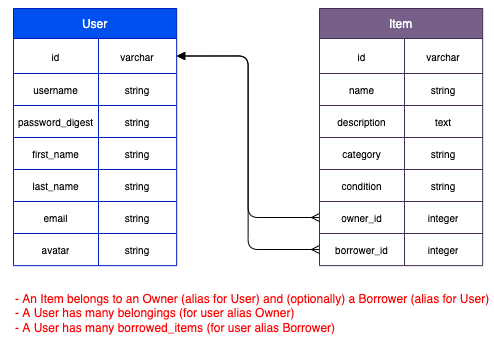 User
id varchar
username string
password_digest string
first_name string
last_name string
email string
avatar string
Item
id varchar
name string
description text
category string
condition string
owner_id integer
borrower_id integer
- An Item belongs to an Owner (alias for User) and (optionally) a Borrower (alias for User)
- A User has many belongings (for user alias Owner)
- A User has many borrowed_items (for user alias Borrower)